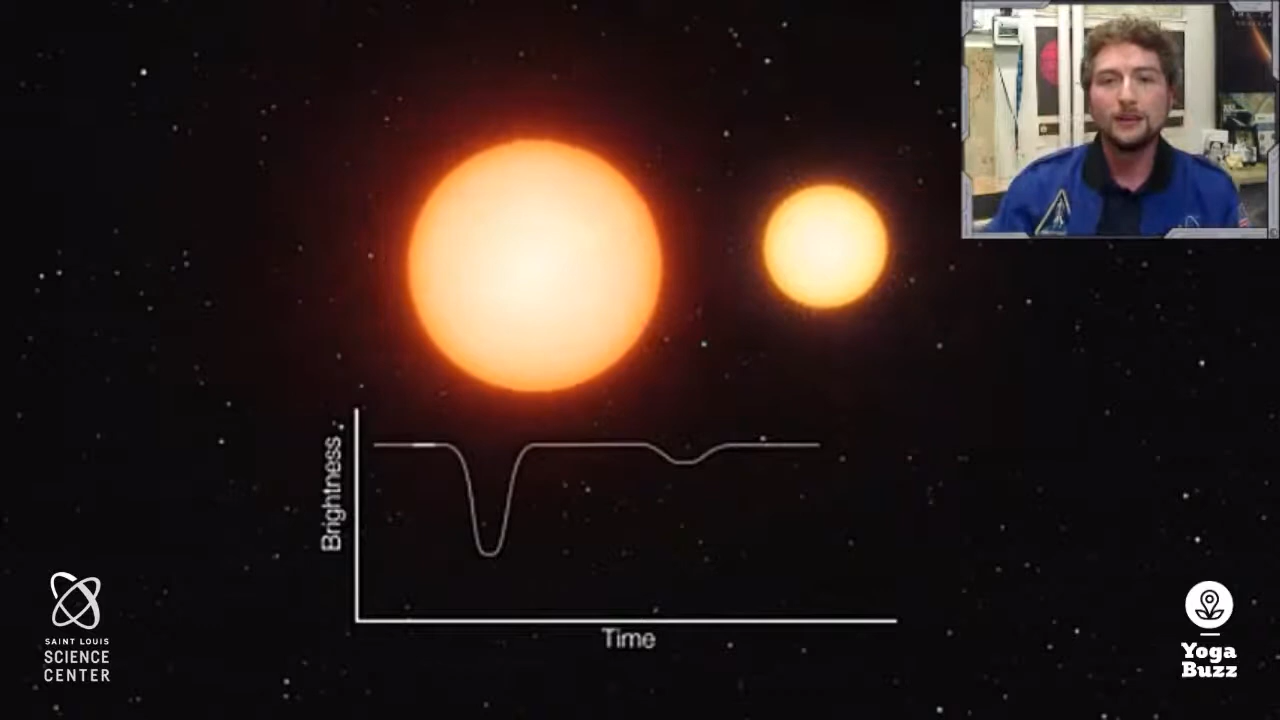 Brightness
Time
SAINT LOUIS
SCIENCE
CENTER
Yoga
Buzz